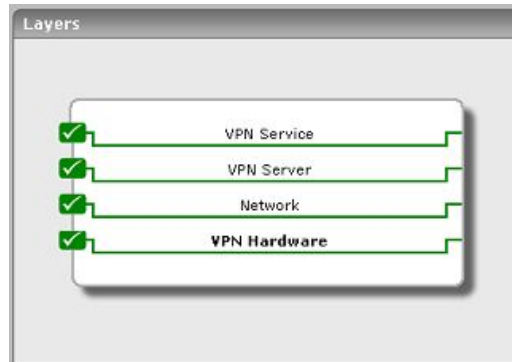 Layers
VPN Service
VPN Server
Network
VPN Hardware